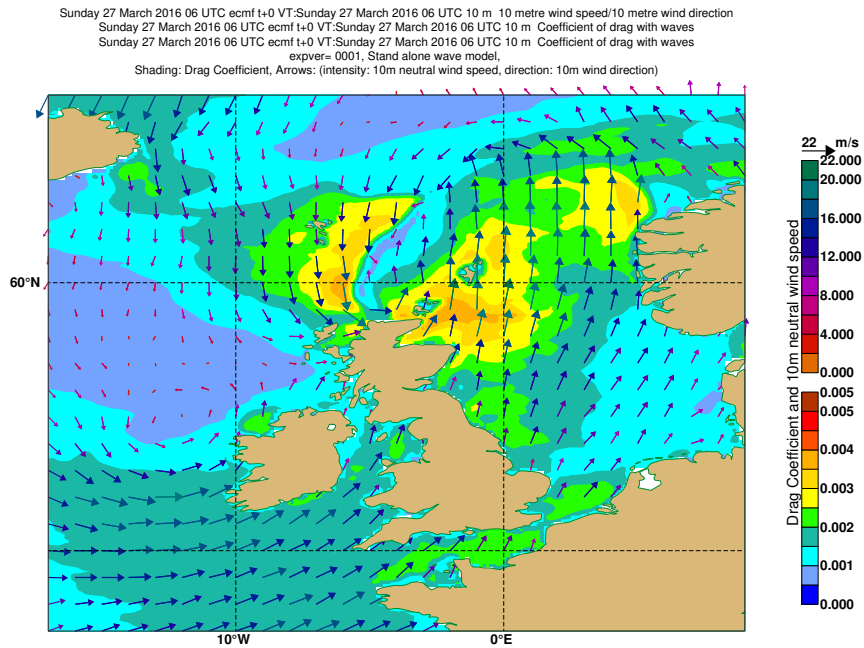 Sunday 27 March 2016 06 UTC ecmf t+0 VT:Sunday 27 March 2016 06 UTC 10 m 10 metre wind speed/10 metre wind direction
Sunday 27 March 2016 06 UTC ecmf t+0 VT:Sunday 27 March 2016 06 UTC 10 m Coefficient of drag with waves
Sunday 27 March 2016 06 UTC ecmf t+0 VT:Sunday 27 March 2016 06 UTC 10 m Coefficient of drag with waves
expver= 0001, Stand alone wave model,
Shading: Drag Coefficient, Arrows: (intensity: 10m neutral wind speed, direction: 10m wind direction)
22 m/s
22.000
20.000
16.000
12.000
8.000
4.000
0.000
0.005
0.005
0.004
0.003
0.002
0.001
0.000
Drag Coefficient and 10m neutral wind speed
60°N
10°W
0°E